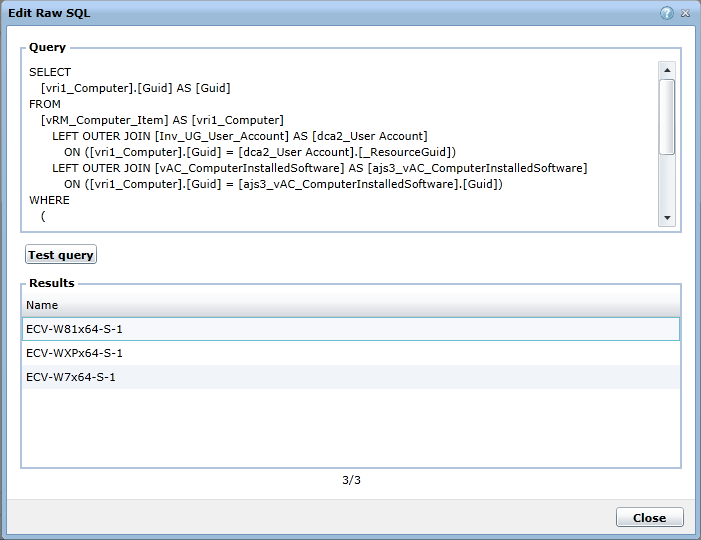 Edit Raw SQL
Query
SELECT
[vri1_Computer].[Guid] AS [Guid]
FROM
[vRM_Computer_Item] AS [vri1_Computer]
LEFT OUTER JOIN [Inv_UG_User_Account] AS [dca2_User Account]
ON ([vri1_Computer].[Guid] = [dca2_User Account].[_ResourceGuid])
LEFT OUTER JOIN [vAC_ComputerInstalledSoftware] AS [ajs3_vAC_ComputerInstalledSoftware]
ON ([vri1_Computer].[Guid] = [ajs3_vAC_ComputerInstalledSoftware].[Guid])
WHERE
(
Test query
Results
Name
ECV-W81x64-S-1
ECV-WXPx64-S-1
ECV-W7x64-S-1
3/3
Close